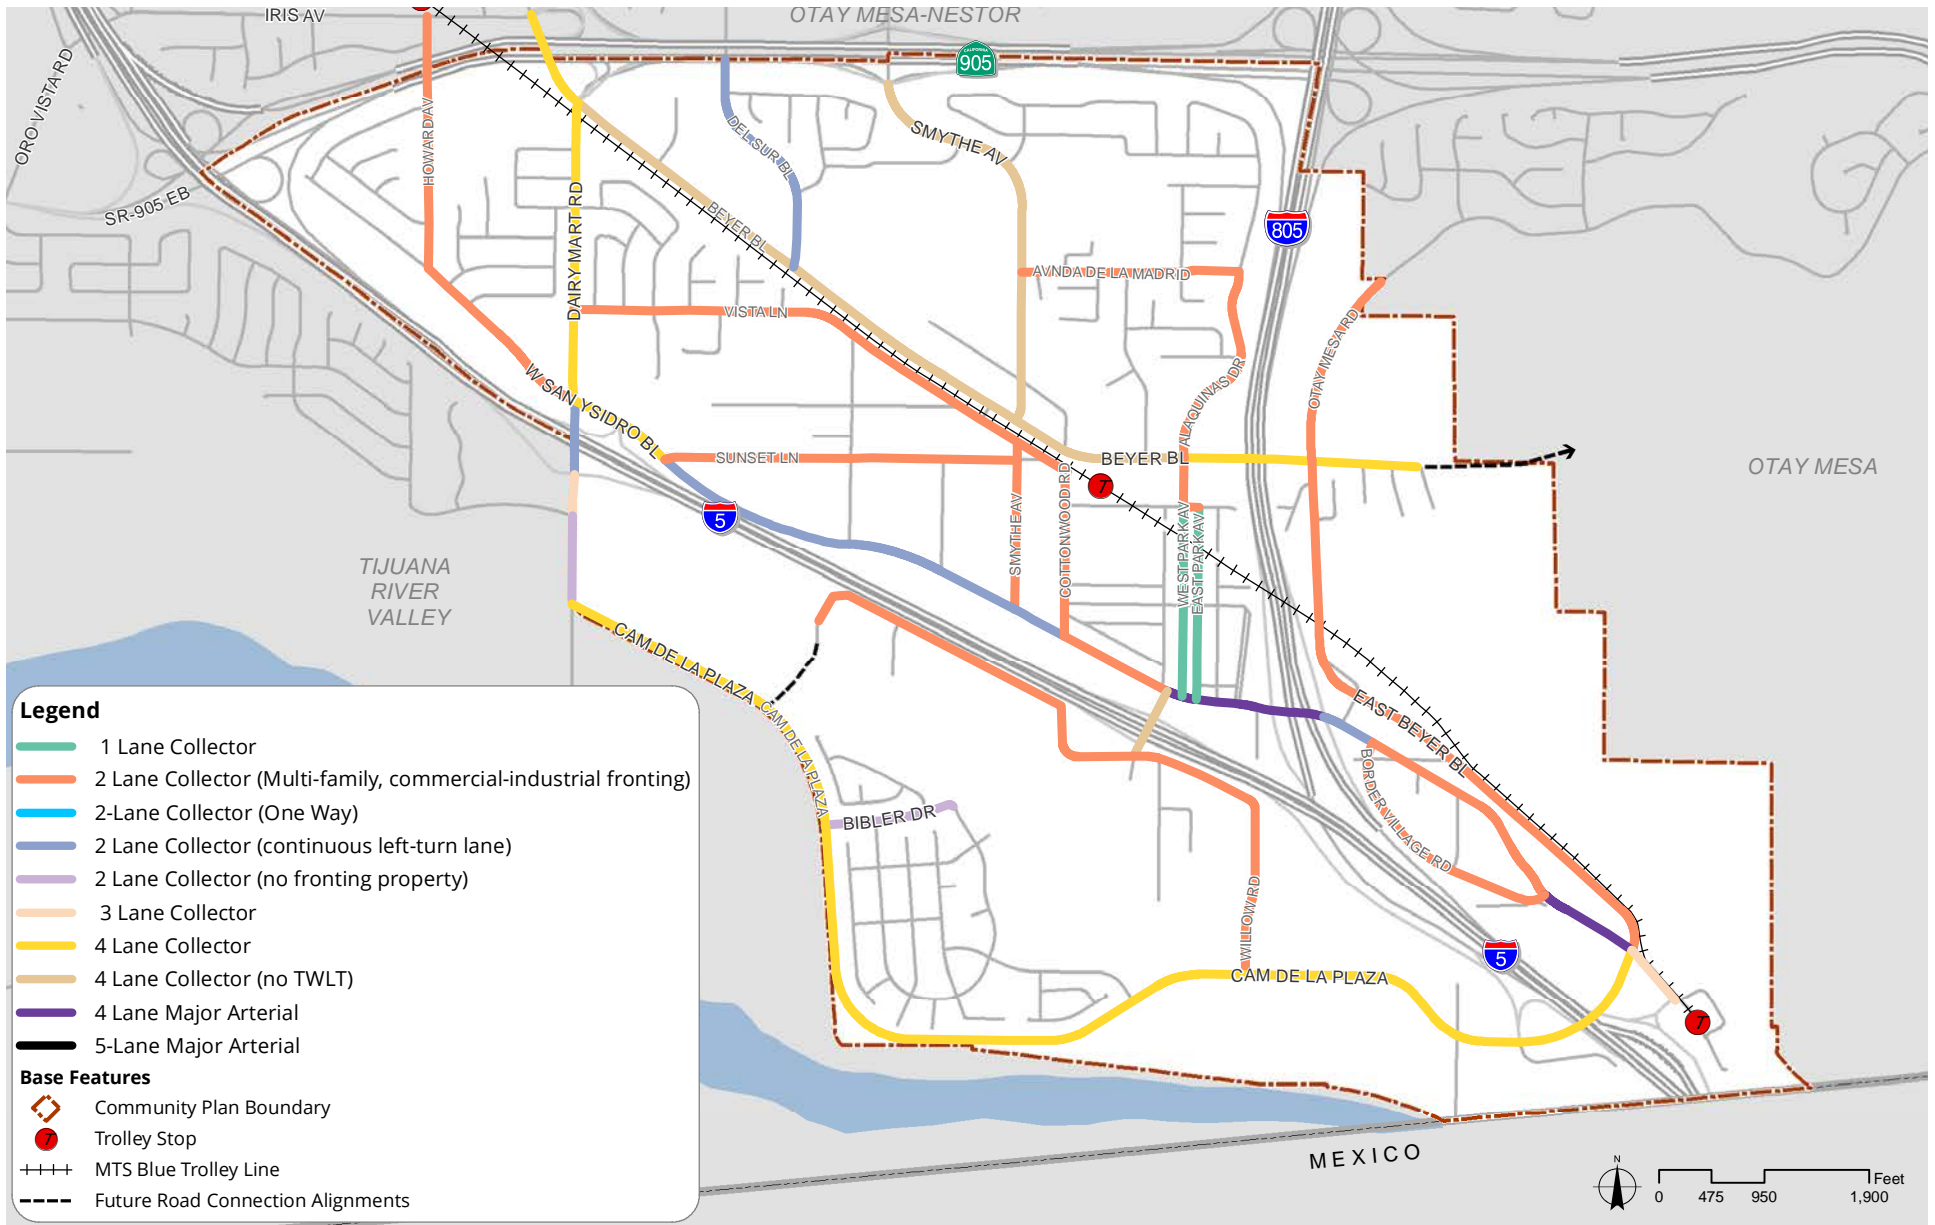 IRIS AV
OTAY MESA-NESTOR
CALIFORNIA
905
ORO VISTA RD
HOWARD AV
DEL SUR BL
SMYTHE AV
SR-905 EB
DAIRY MART RD
BEYER BL
805
AVNDA DE LA MADRID
VISTA LN
OTAY MESA RD
W SAN YSIDRO BL
ALAQUINAS DR
SUNSET LN
BEYER BL
T
OTAY MESA
5
SMYTHE AV
COTTONWOOD RD
WEST PARK AV
EAST PARK AV
TIJUANA
RIVER
VALLEY
CAM DE LA PLAZA
CAM DE LA PLAZA
EAST BEYER BL
BORDER VILLAGE RD
BIBLER DR
WILLOW RD
5
CAM DE LA PLAZA
T
MEXICO
Legend
1 Lane Collector
2 Lane Collector (Multi-family, commercial-industrial fronting)
2-Lane Collector (One Way)
2 Lane Collector (continuous left-turn lane)
2 Lane Collector (no fronting property)
3 Lane Collector
4 Lane Collector
4 Lane Collector (no TWLT)
4 Lane Major Arterial
5-Lane Major Arterial
Base Features
Community Plan Boundary
T Trolley Stop
MTS Blue Trolley Line
Future Road Connection Alignments
N
Feet
0 475 950 1,900